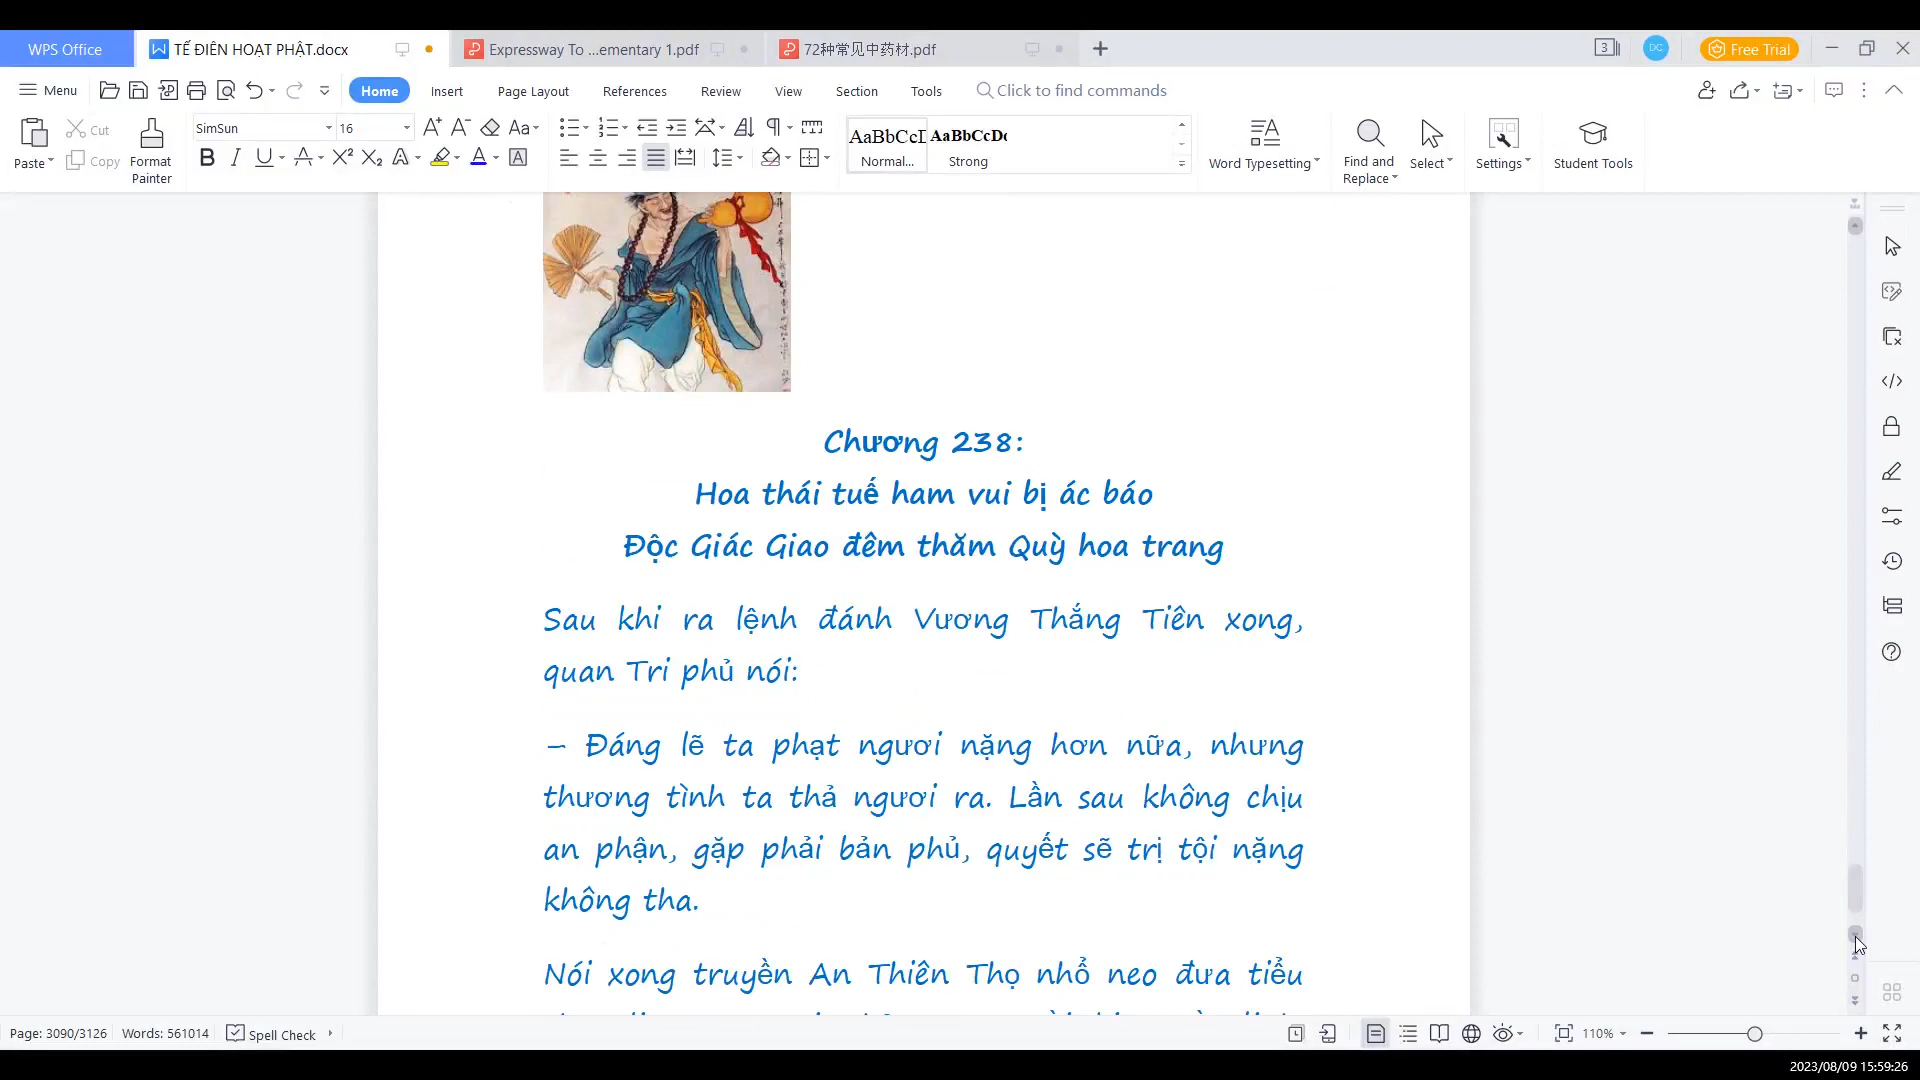 WPS Office
TẾ ĐIÊN HOẠT PHẬT.docx
Expressway To ...ementary 1.pdf
72种常见中药材.pdf
3
DC
Free Trial
Menu
Home
Insert
Page Layout
References
Review
View
Section
Tools
Click to find commands
Paste
Cut
Copy
Format
Painter
SimSun
16
AaBbCcD
Normal...
AaBbCcDc
Strong
Word Typesetting
Find and
Replace
Select
Settings
Student Tools
Chương 238:
Hoa thái tuế ham vui bị ác báo
Độc Giác Giao đêm thăm Quỳ hoa trang
Sau khi ra lệnh đánh Vương Thắng Tiên xong,
quan Tri phủ nói:
– Đáng lẽ ta phạt ngươi nặng hơn nữa, nhưng
thương tình ta thả ngươi ra. Lần sau không chịu
an phận, gặp phải bản phủ, quyết sẽ trị tội nặng
không tha.
Nói xong truyền An Thiên Thọ nhổ neo đưa tiểu
Page: 3090/3126
Words: 561014
Spell Check
110%
2023/08/09 15:59:26